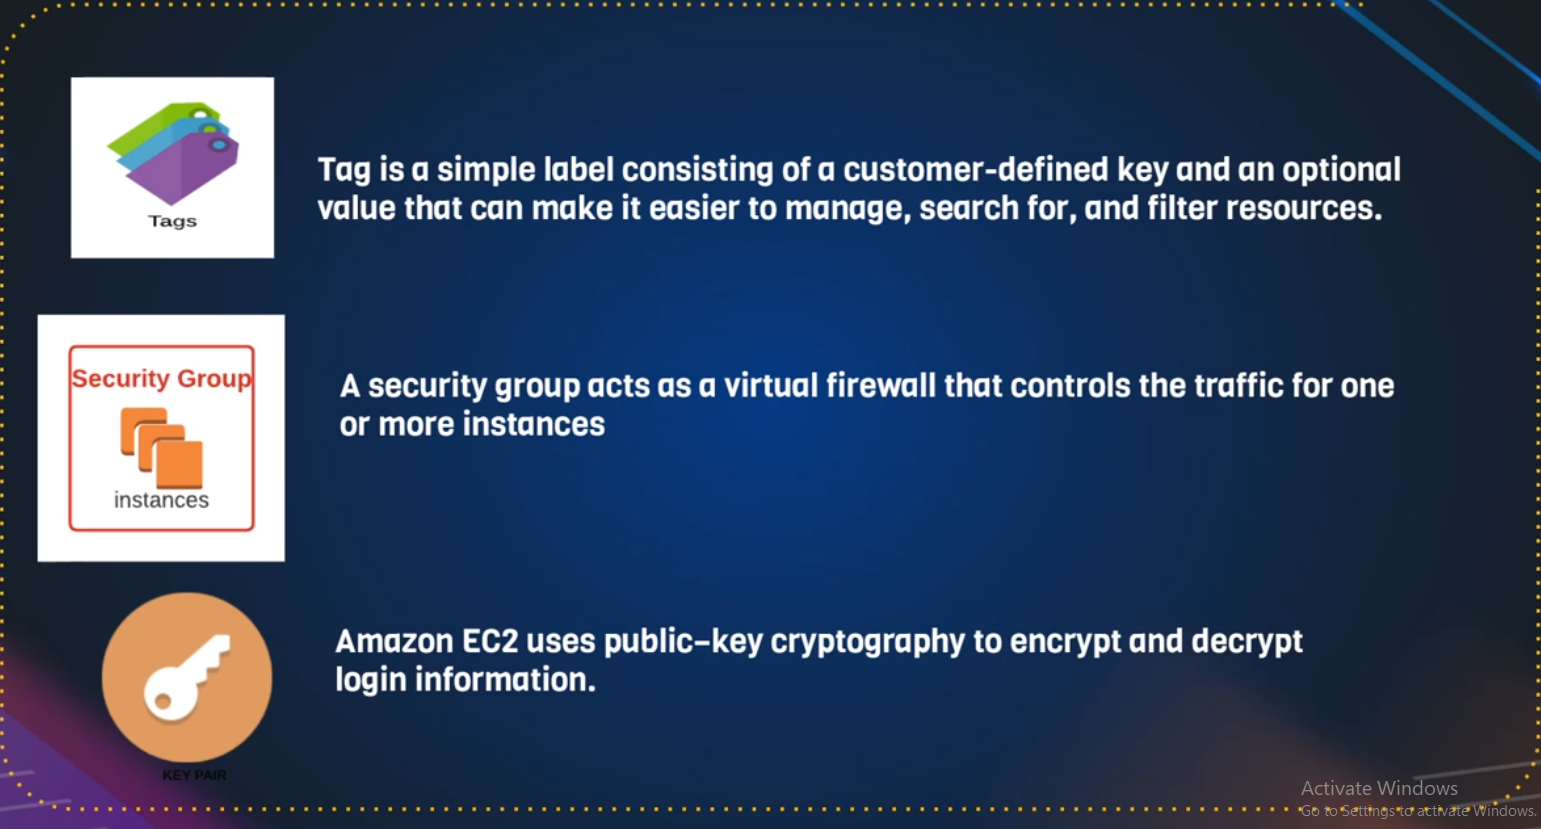 Tags
Tag is a simple label consisting of a customer-defined key and an optional
value that can make it easier to manage, search for, and filter resources.
Security Group
instances
A security group acts as a virtual firewall that controls the traffic for one
or more instances
KEY PAIR
Amazon EC2 uses public-key cryptography to encrypt and decrypt
login information.
Activate Windows
Go to Settings to activate Windows.